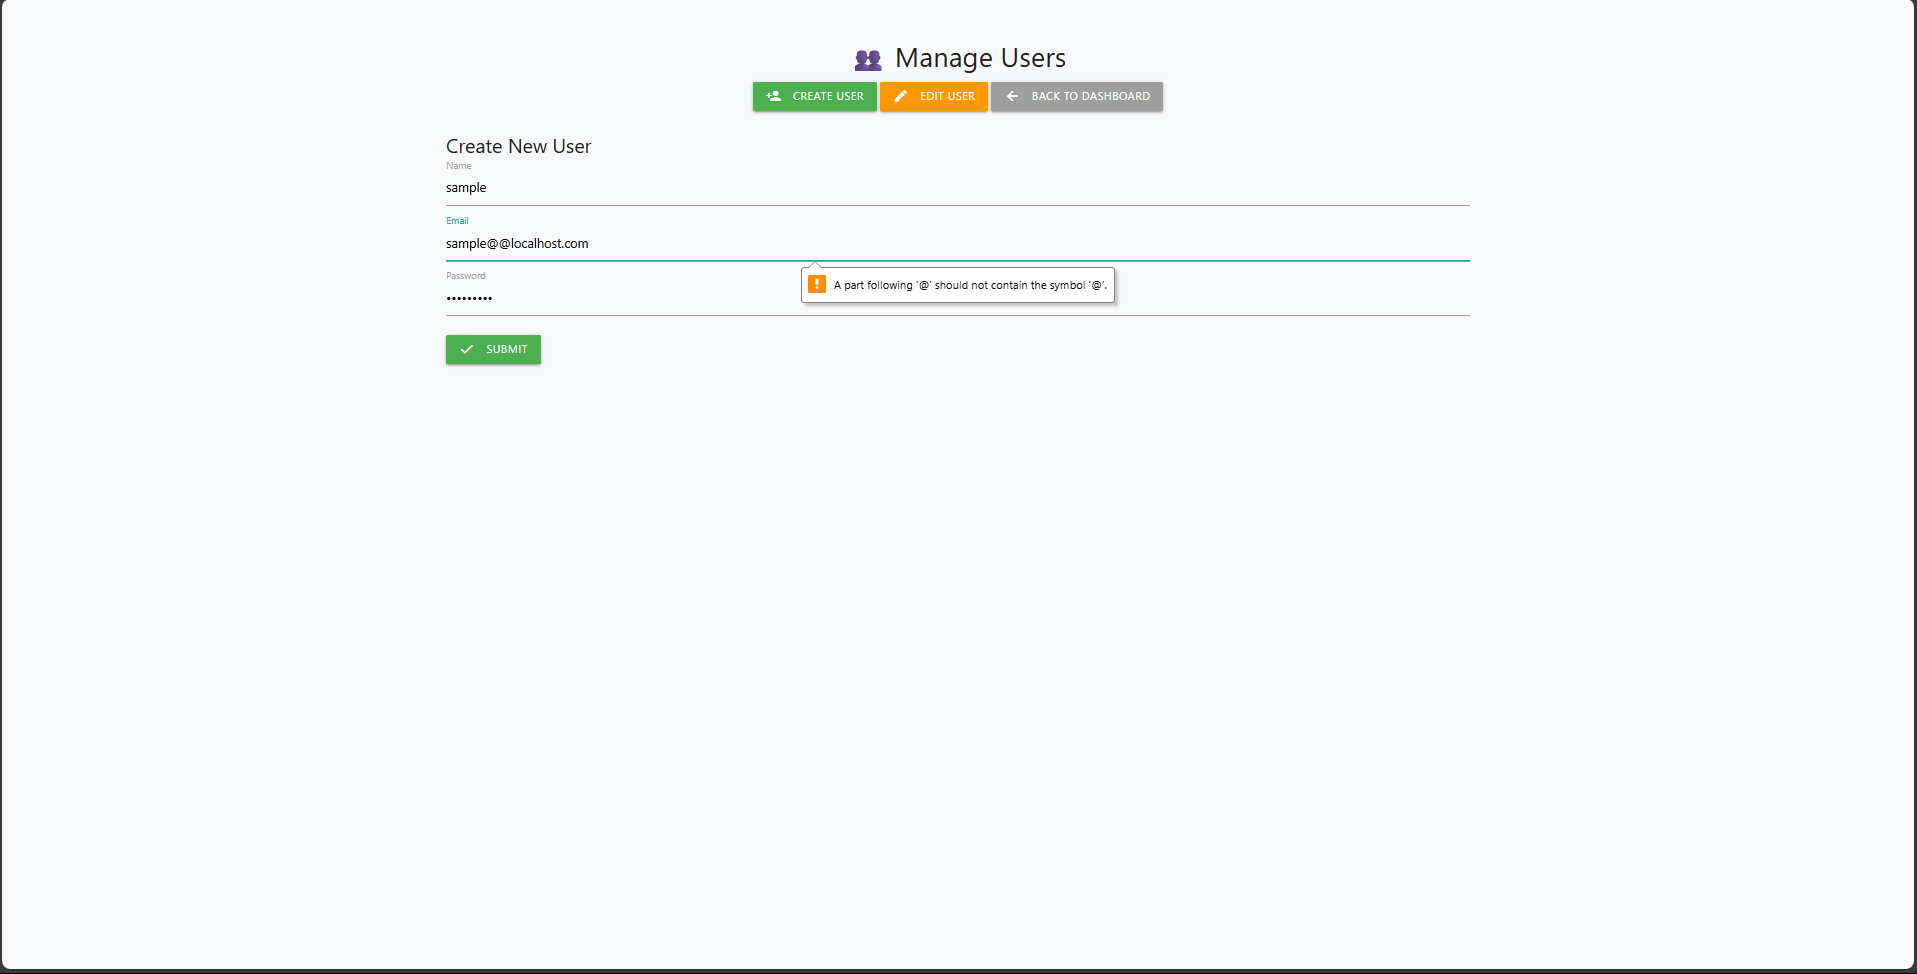 Manage Users
CREATE USER EDIT USER BACK TO DASHBOARD
Create New User
Name
sample
Email
sample@@localhost.com
Password
•••••••••
A part following '@' should not contain the symbol '@'.
SUBMIT